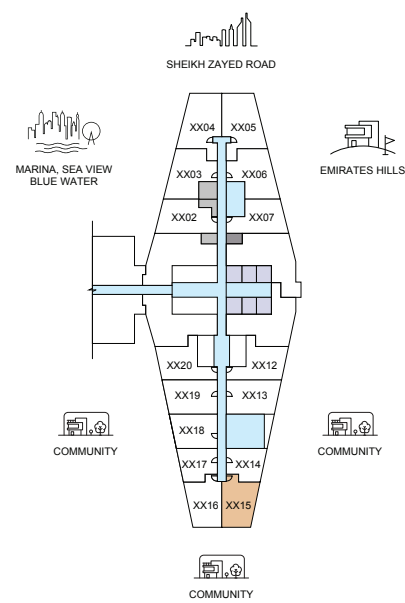 SHEIKH ZAYED ROAD
XX04 XX05
MARINA, SEA VIEW
BLUE WATER
EMIRATES HILLS
XX03 XX06
XX02 XX07
XX20 XX12
XX19 XX13
XX18
COMMUNITY
COMMUNITY
XX17 XX14
XX16 XX15
COMMUNITY